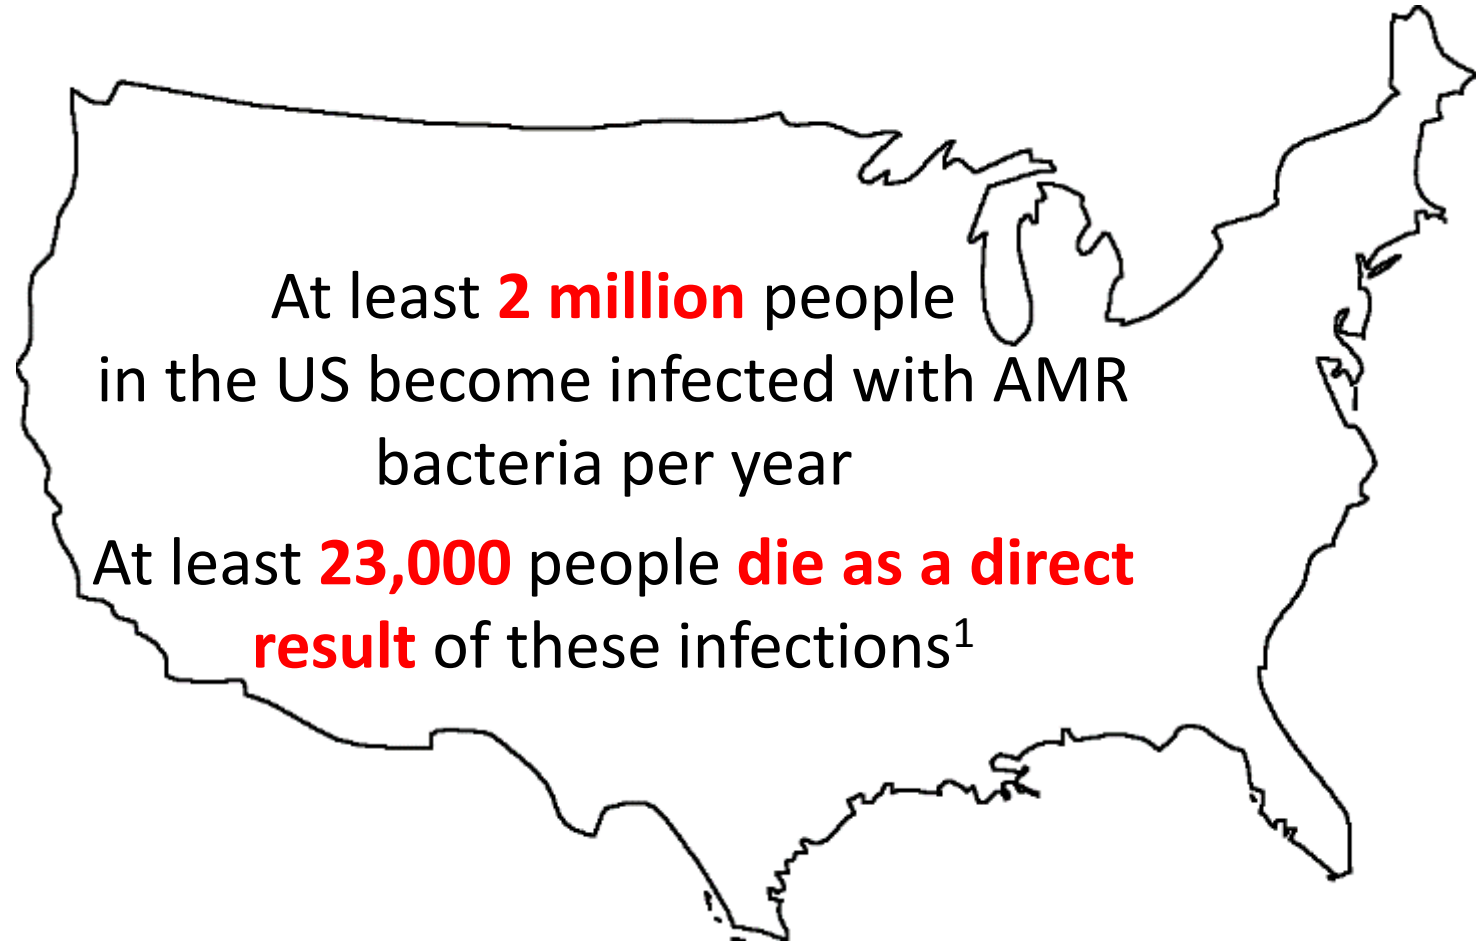 At least 2 million people
in the US become infected with AMR
bacteria per year
At least 23,000 people die as a direct
result of these infections¹